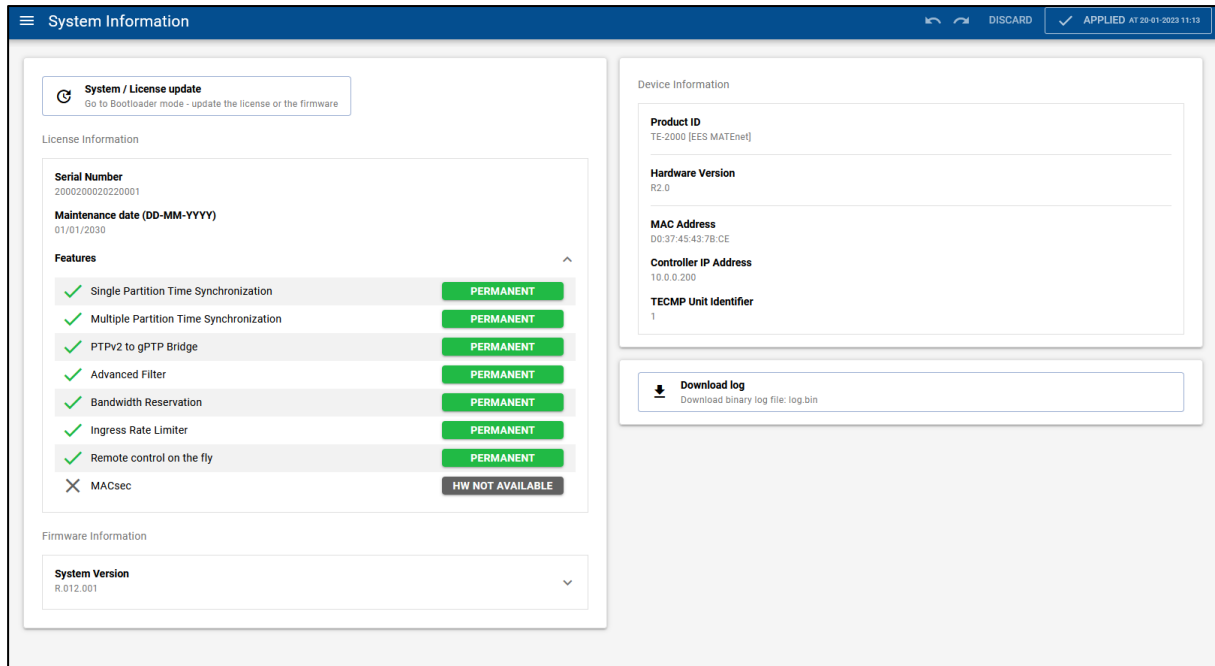 System Information
DISCARD
APPLIED AT 20-01-2023 11:13
System / License update
Go to Bootloader mode - update the license or the firmware
License Information
Serial Number
2000200020220001
Maintenance date (DD-MM-YYYY)
01/01/2030
Features
Single Partition Time Synchronization PERMANENT
Multiple Partition Time Synchronization PERMANENT
PTPv2 to gPTP Bridge PERMANENT
Advanced Filter PERMANENT
Bandwidth Reservation PERMANENT
Ingress Rate Limiter PERMANENT
Remote control on the fly PERMANENT
MACsec HW NOT AVAILABLE
Firmware Information
System Version
R.012.001
Device Information
Product ID
TE-2000 [EES MATEnet]
Hardware Version
R2.0
MAC Address
D0:37:45:43:7B:CE
Controller IP Address
10.0.0.200
TECMP Unit Identifier
1
Download log
Download binary log file: log.bin